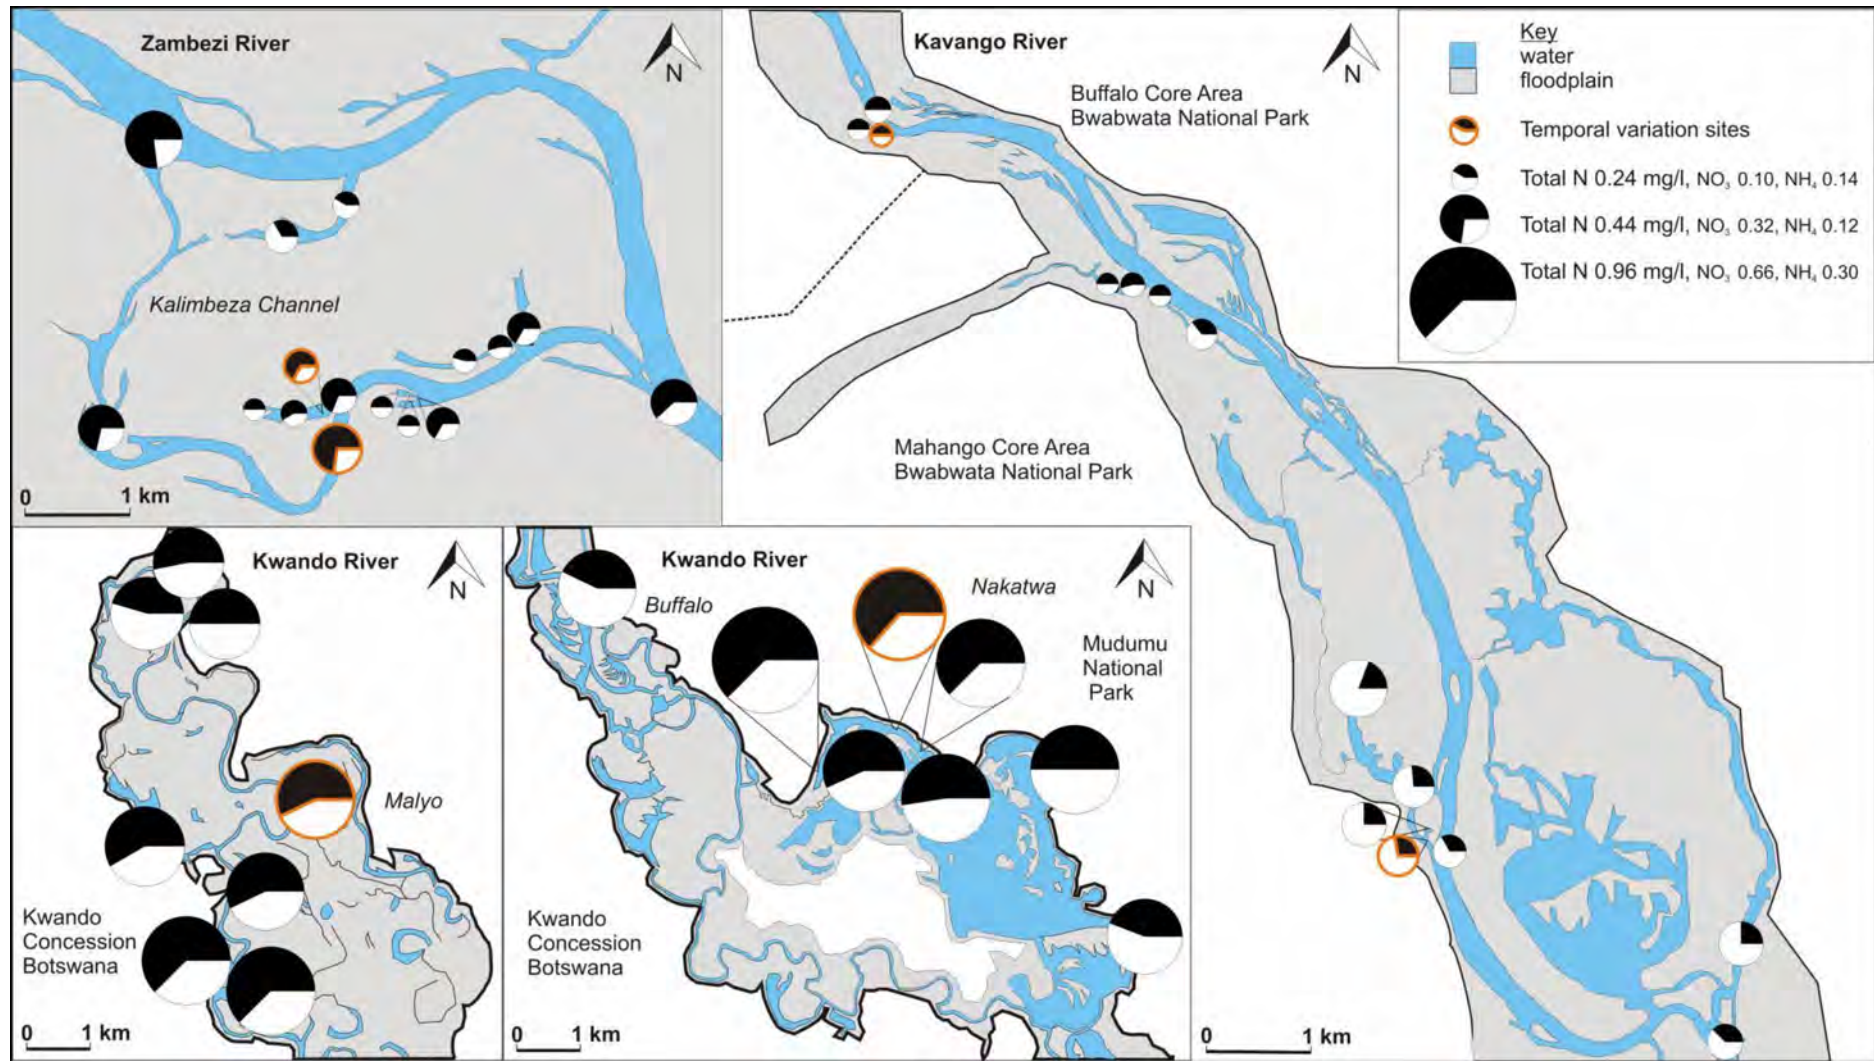 Zambezi River
N
Kalimbeza Channel
0 1 km
Kavango River
N
Buffalo Core Area
Bwabwata National Park
Mahango Core Area
Bwabwata National Park
0 1 km
Key
water
floodplain
Temporal variation sites
Total N 0.24 mg/l, NO₃ 0.10, NH₄ 0.14
Total N 0.44 mg/l, NO₃ 0.32, NH₄ 0.12
Total N 0.96 mg/l, NO₃ 0.66, NH₄ 0.30
Kwando River
N
Malyo
Kwando
Concession
Botswana
0 1 km
Kwando River
N
Buffalo
Nakatwa
Mudumu
National
Park
Kwando
Concession
Botswana
0 1 km